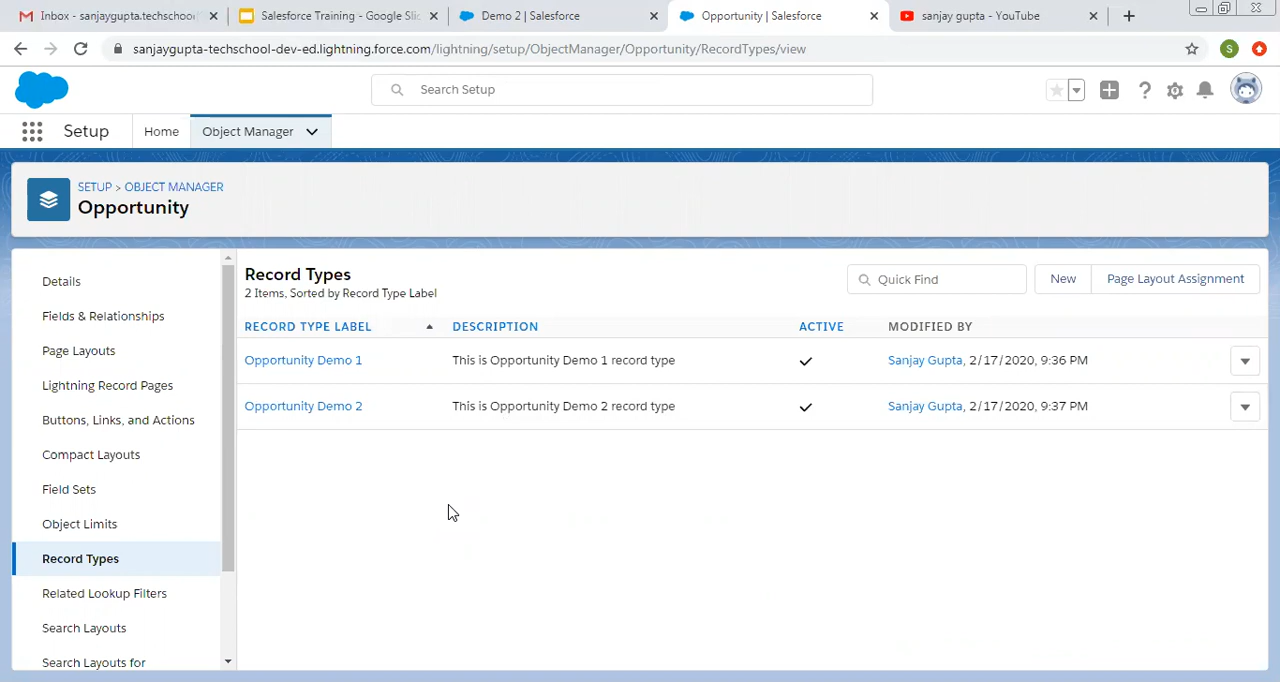 Inbox - sanjaygupta.techschool
Salesforce Training - Google Slic
Demo 2 | Salesforce
Opportunity | Salesforce
sanjay gupta - YouTube
sanjaygupta-techschool-dev-ed.lightning.force.com/lightning/setup/ObjectManager/Opportunity/RecordTypes/view
S
Search Setup
Setup
Home
Object Manager
SETUP > OBJECT MANAGER
Opportunity
Details
Fields & Relationships
Page Layouts
Lightning Record Pages
Buttons, Links, and Actions
Compact Layouts
Field Sets
Object Limits
Record Types
Related Lookup Filters
Search Layouts
Search Layouts for
Record Types
2 Items, Sorted by Record Type Label
Quick Find
New
Page Layout Assignment
RECORD TYPE LABEL DESCRIPTION ACTIVE MODIFIED BY
Opportunity Demo 1 This is Opportunity Demo 1 record type Sanjay Gupta, 2/17/2020, 9:36 PM
Opportunity Demo 2 This is Opportunity Demo 2 record type Sanjay Gupta, 2/17/2020, 9:37 PM